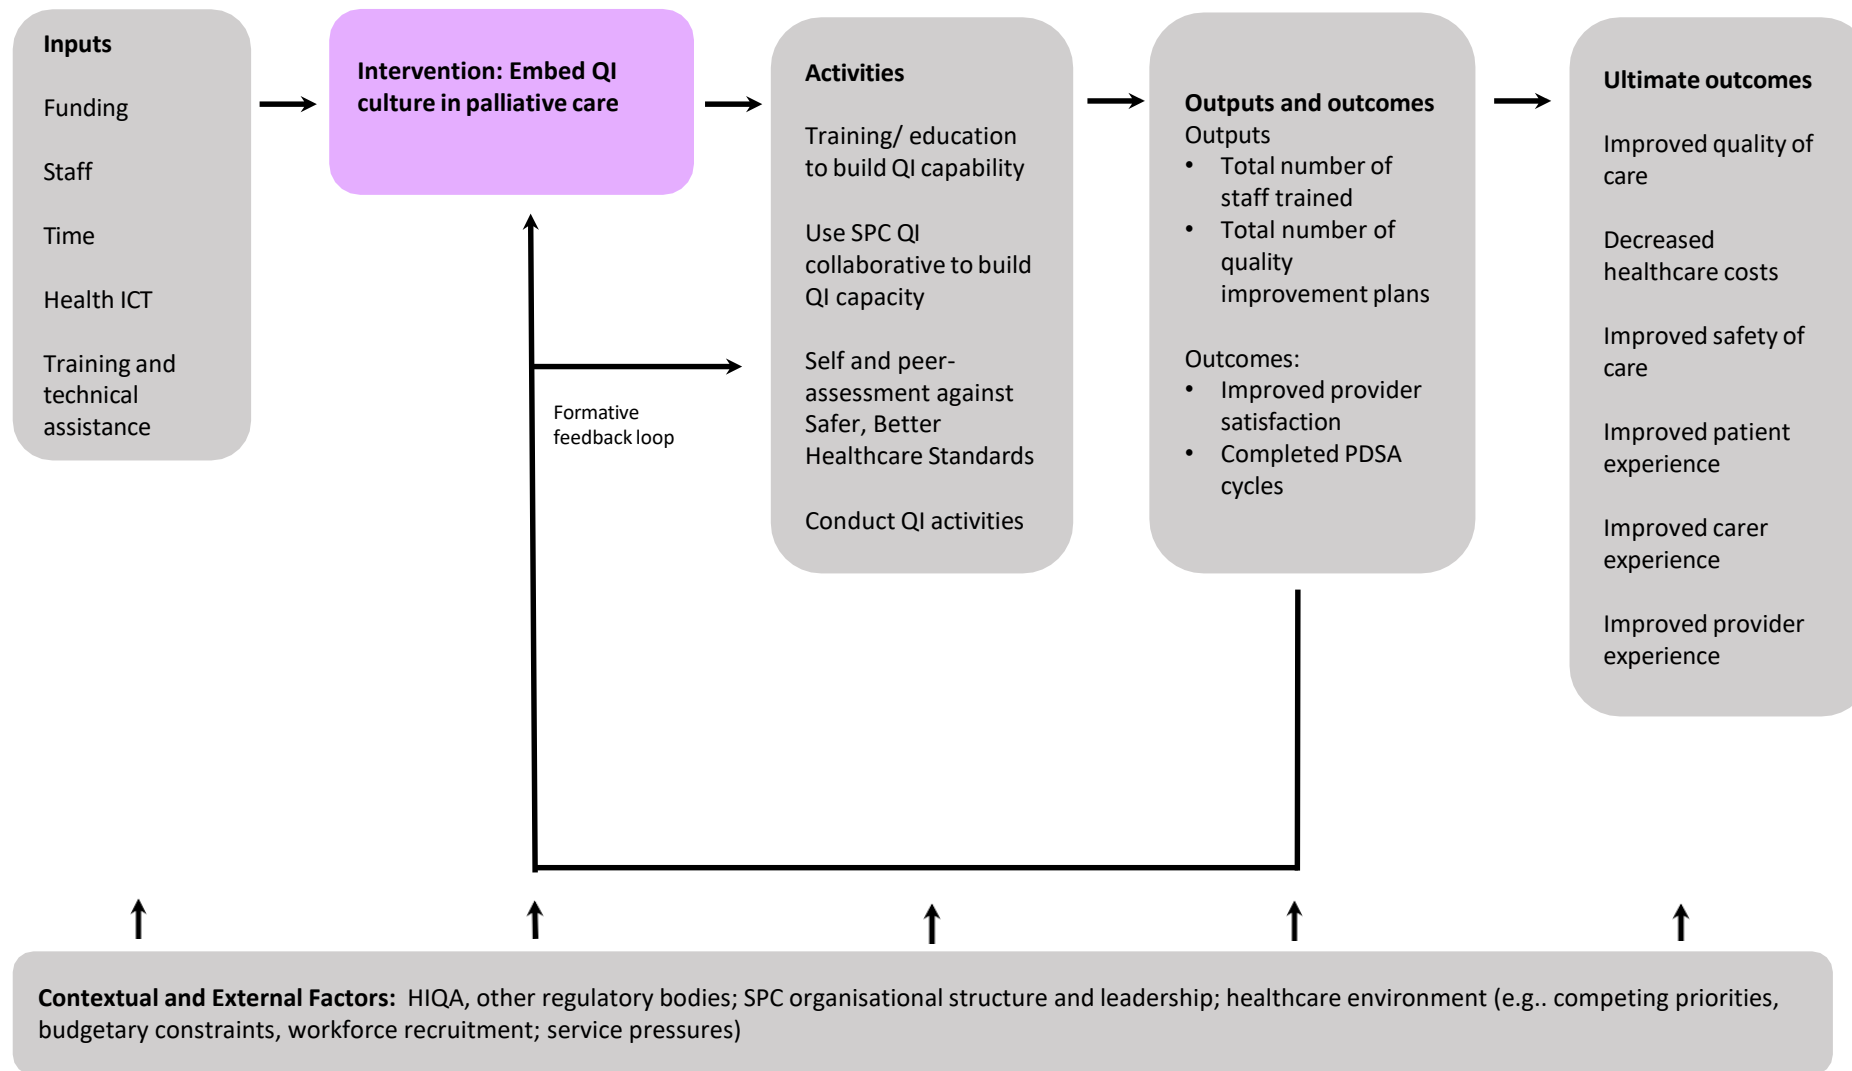 Inputs
Funding
Staff
Time
Health ICT
Training and
technical
assistance
Intervention: Embed QI
culture in palliative care
Formative
feedback loop
Activities
Training/ education
to build QI capability
Use SPC QI
collaborative to build
QI capacity
Self and peer-
assessment against
Safer, Better
Healthcare Standards
Conduct QI activities
Outputs and outcomes
Outputs
• Total number of
staff trained
• Total number of
quality
improvement plans
Outcomes:
• Improved provider
satisfaction
• Completed PDSA
cycles
Ultimate outcomes
Improved quality of
care
Decreased
healthcare costs
Improved safety of
care
Improved patient
experience
Improved carer
experience
Improved provider
experience
Contextual and External Factors: HIQA, other regulatory bodies; SPC organisational structure and leadership; healthcare environment (e.g.. competing priorities,
budgetary constraints, workforce recruitment; service pressures)